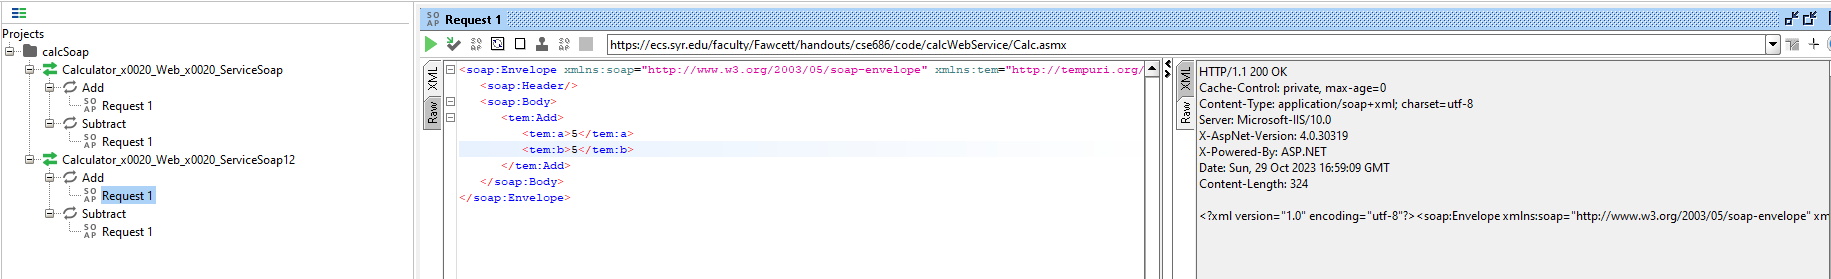 Projects
calcSoap
Calculator_x0020_Web_x0020_ServiceSoap
Add
SOAP Request 1
Subtract
SOAP Request 1
Calculator_x0020_Web_x0020_ServiceSoap12
Add
SOAP Request 1
Subtract
SOAP Request 1
SOAP Request 1
SOAP SOAP https://ecs.syr.edu/faculty/Fawcett/handouts/cse686/code/calcWebService/Calc.asmx
XML
Raw
<soap:Envelope xmlns:soap="http://www.w3.org/2003/05/soap-envelope" xmlns:tem="http://tempuri.org/
<soap:Header/>
<soap:Body>
<tem:Add>
<tem:a>5</tem:a>
<tem:b>5</tem:b>
</tem:Add>
</soap:Body>
</soap:Envelope>
XML
Raw
HTTP/1.1 200 OK
Cache-Control: private, max-age=0
Content-Type: application/soap+xml; charset=utf-8
Server: Microsoft-IIS/10.0
X-AspNet-Version: 4.0.30319
X-Powered-By: ASP.NET
Date: Sun, 29 Oct 2023 16:59:09 GMT
Content-Length: 324
<?xml version="1.0" encoding="utf-8"?><soap:Envelope xmlns:soap="http://www.w3.org/2003/05/soap-envelope" xm